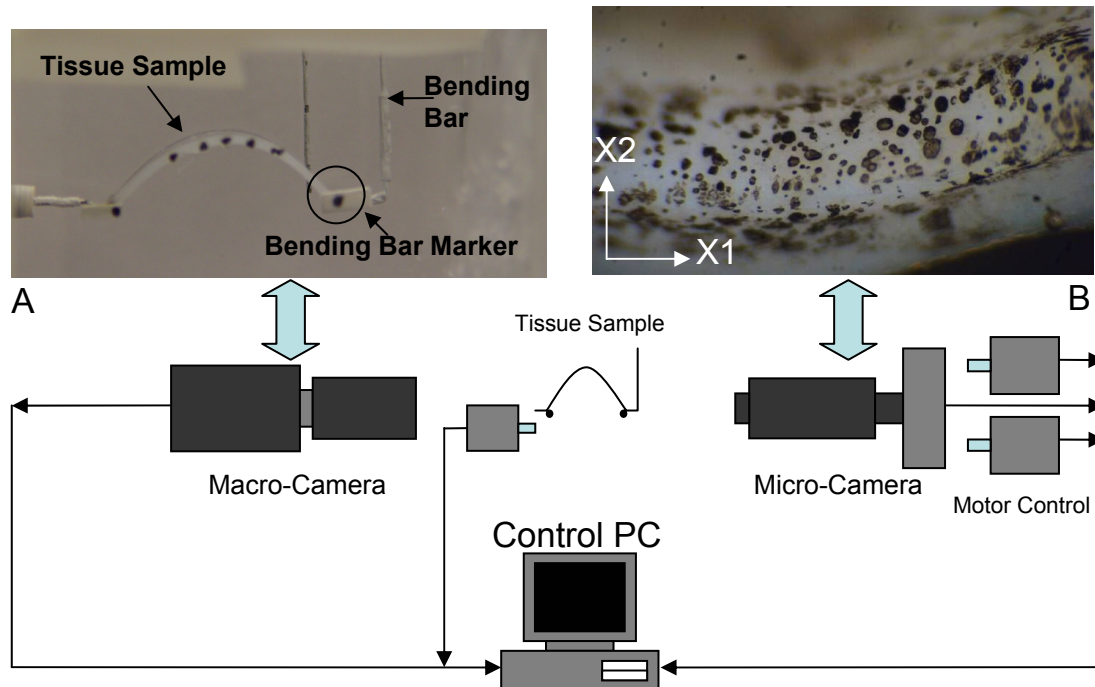 Tissue Sample
Bending
Bar
Bending Bar Marker
X2
X1
A
B
Tissue Sample
Macro-Camera
Micro-Camera
Motor Control
Control PC